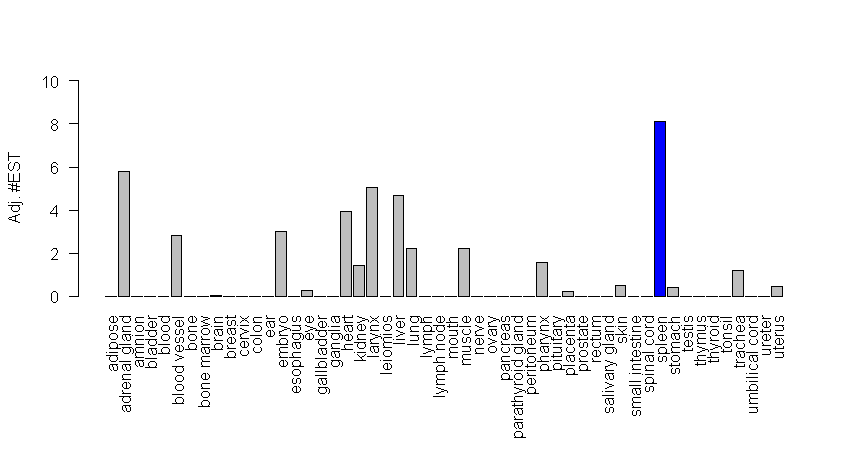 Adj. #EST
10
8
6
4
2
0
adipose
adrenal gland
amnion
bladder
blood
blood vessel
bone
bone marrow
brain
breast
cervix
colon
ear
embryo
esophagus
eye
gallbladder
ganglia
heart
kidney
larynx
leiomios
liver
lung
lymph
lymph node
mouth
muscle
nerve
ovary
pancreas
parathyroid gland
peritoneum
pharynx
pituitary
placenta
prostate
rectum
salivary gland
skin
small intestine
spinal cord
spleen
stomach
testis
thymus
thyroid
tonsil
trachea
umbilical cord
ureter
uterus